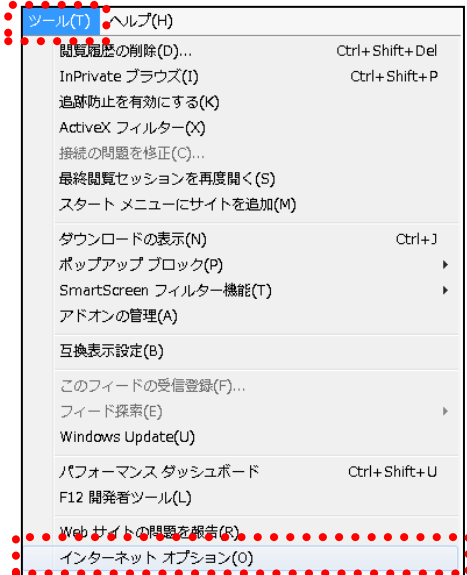 ツール(T) ヘルプ(H)
閲覧履歴の削除(D)... Ctrl+Shift+Del
InPrivate ブラウズ(I) Ctrl+Shift+P
追跡防止を有効にする(K)
ActiveX フィルター(X)
接続の問題を修正(C)...
最終閲覧セッションを再度開く(S)
スタート メニューにサイトを追加(M)
ダウンロードの表示(N) Ctrl+J
ポップアップ ブロック(P)
SmartScreen フィルター機能(T)
アドオンの管理(A)
互換表示設定(B)
このフィードの受信登録(F)...
フィード探索(E)
Windows Update(U)
パフォーマンス ダッシュボード Ctrl+Shift+U
F12 開発者ツール(L)
Web サイトの問題を報告(R)
インターネット オプション(O)